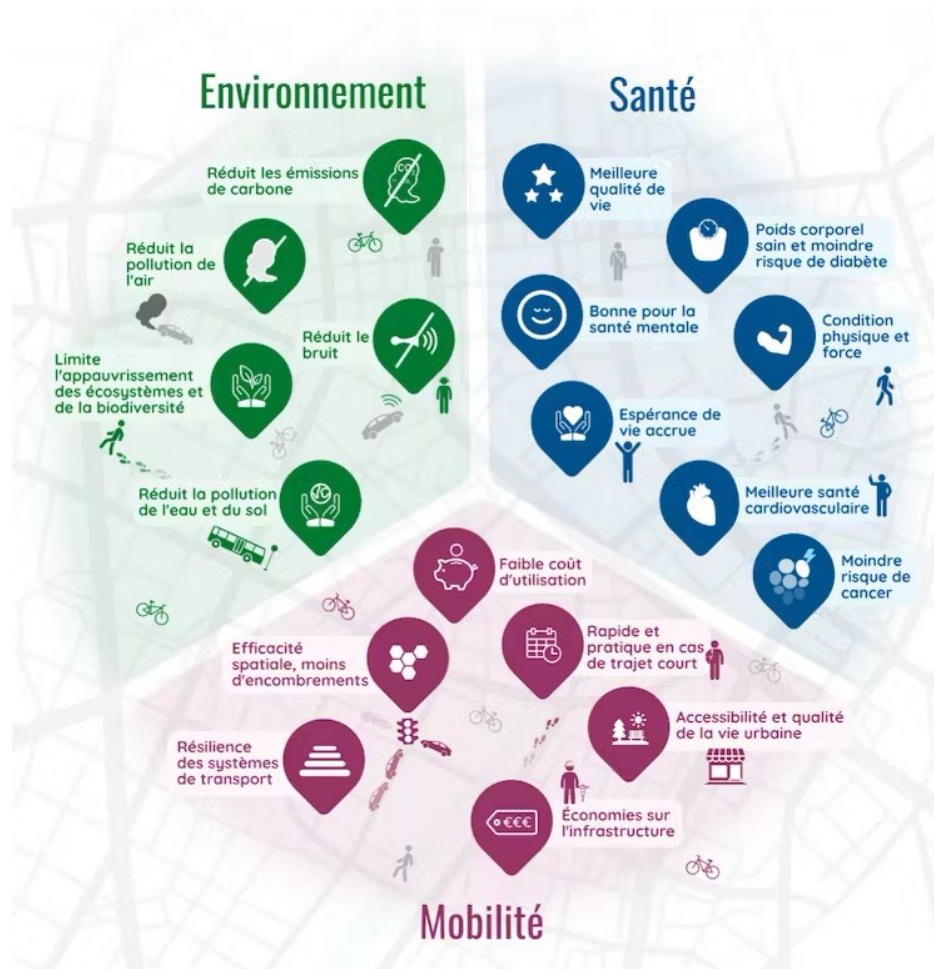 Environnement
Réduit les émissions
de carbone
Réduit la
pollution de
l'air
Réduit le
bruit
Limite
l'appauvrissement
des écosystèmes et
de la biodiversité
Réduit la pollution
de l'eau et du sol
Santé
Meilleure
qualité de
vie
Poids corporel
sain et moindre
risque de diabète
Bonne pour la
santé mentale
Condition
physique et
force
Espérance de
vie accrue
Meilleure santé
cardiovasculaire
Moindre
risque de
cancer
Faible coût
d'utilisation
Efficacité
spatiale, moins
d'encombrements
Rapide et
pratique en cas
de trajet court
Résilience
des systèmes
de transport
Accessibilité et qualité
de la vie urbaine
€€€
Économies sur
l'infrastructure
Mobilité